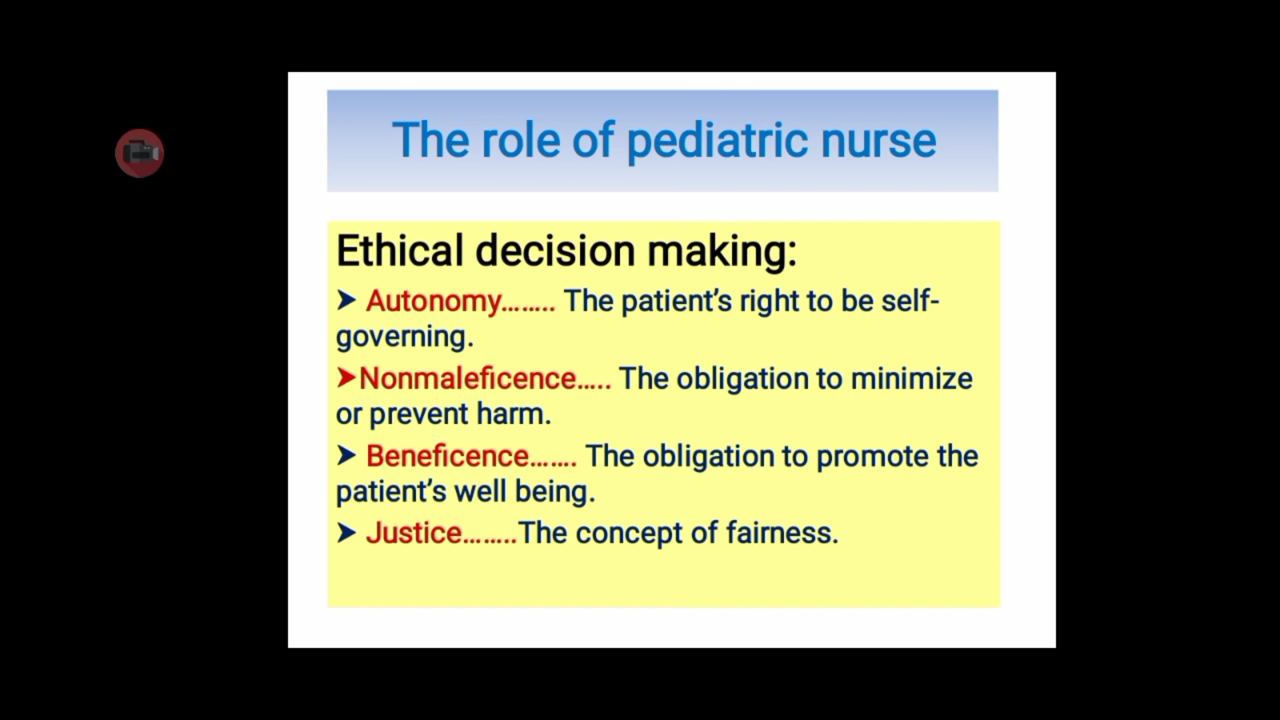 The role of pediatric nurse
Ethical decision making:
➤ Autonomy…….. The patient’s right to be self-
governing.
➤Nonmaleficence….. The obligation to minimize
or prevent harm.
➤ Beneficence……. The obligation to promote the
patient’s well being.
➤ Justice……..The concept of fairness.